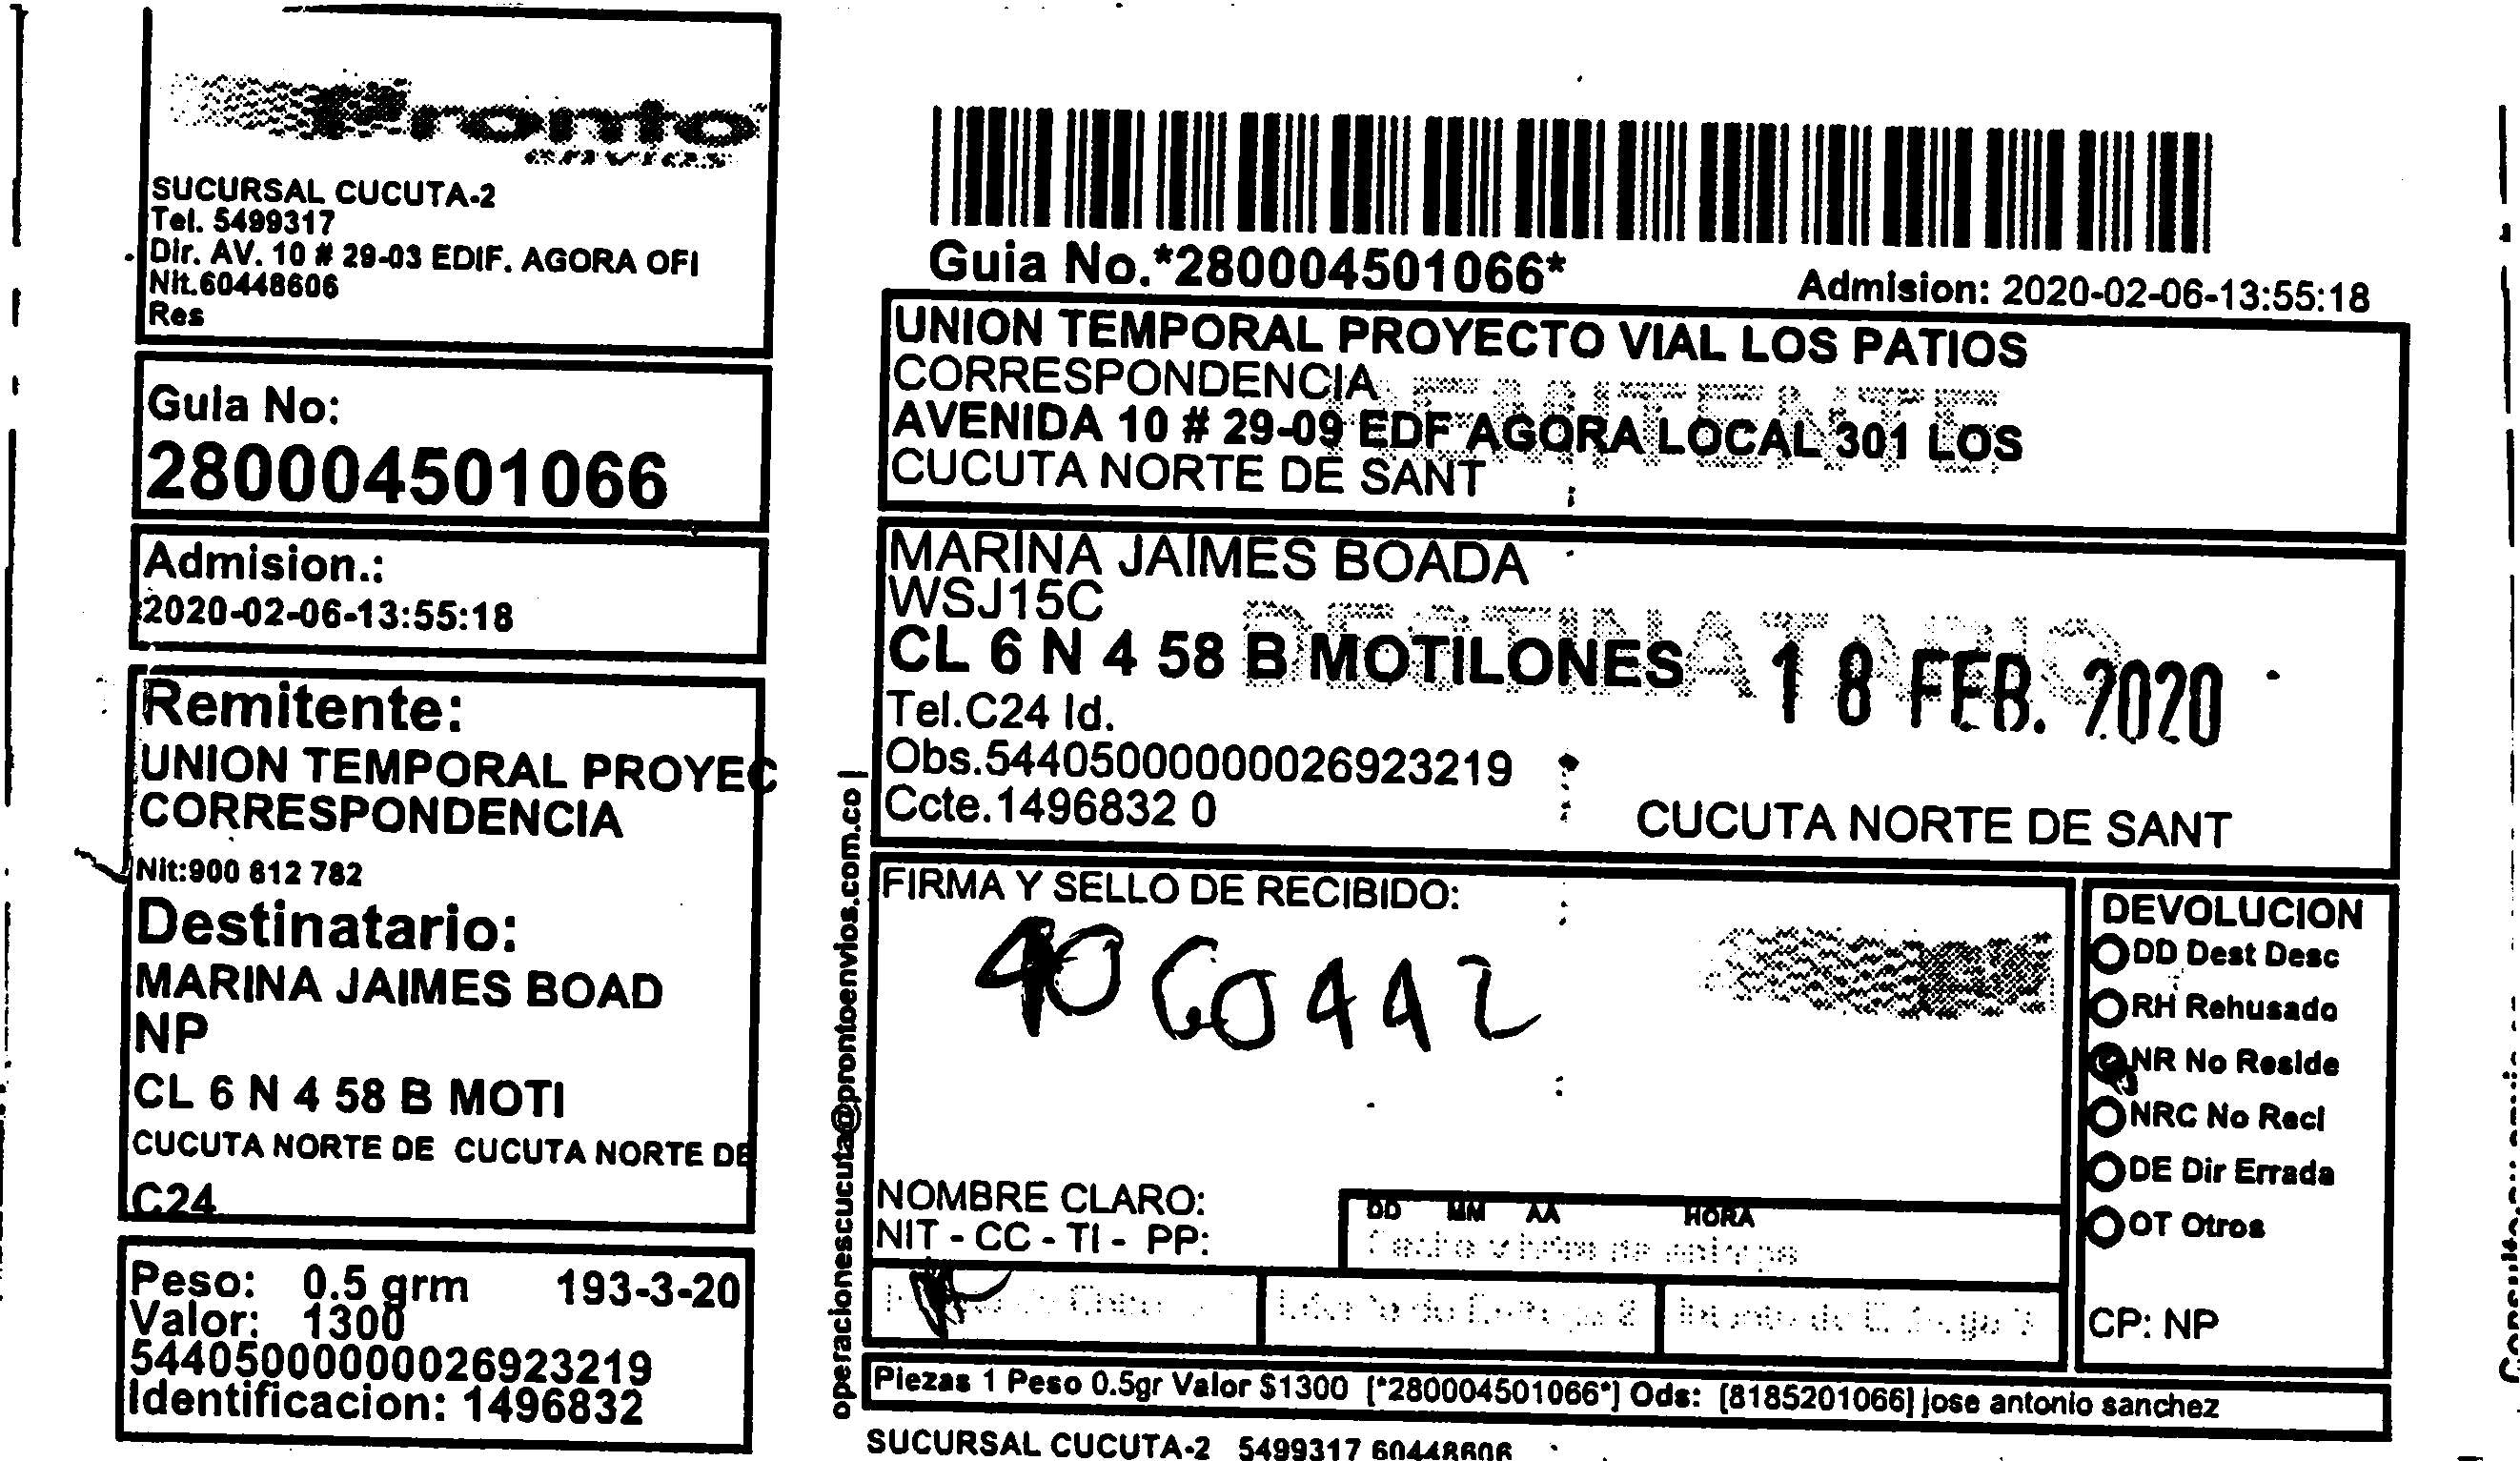 Pronto
envios
SUCURSAL CUCUTA-2
Tel. 5499317
Dir. AV. 10 # 29-03 EDIF. AGORA OFI
Nit.60448606
Res
Guia No:
280004501066
Admision.:
2020-02-06-13:55:18
Remitente:
UNION TEMPORAL PROYEC
CORRESPONDENCIA
Nit:900 812 782
Destinatario:
MARINA JAIMES BOAD
NP
CL 6 N 4 58 B MOTI
CUCUTA NORTE DE CUCUTA NORTE DE
C24
Peso: 0.5 grm 193-3-20
Valor: 1300
544050000000026923219
Identificacion: 1496832
operacionescucuta@prontoenvios.com.co |
Guia No.*280004501066*
Admision: 2020-02-06-13:55:18
UNION TEMPORAL PROYECTO VIAL LOS PATIOS
CORRESPONDENCIA
REMITENTE
AVENIDA 10 # 29-09 EDF AGORA LOCAL 301 LOS
CUCUTA NORTE DE SANT
MARINA JAIMES BOADA
WSJ15C
DESTINATARIO
CL 6 N 4 58 B MOTILONES
18 FEB. 2020
Tel.C24 Id.
Obs.544050000000026923219
Ccte.1496832 0
CUCUTA NORTE DE SANT
FIRMA Y SELLO DE RECIBIDO:
NOMBRE CLARO:
NIT - CC - TI - PP:
DD MM AA HORA
DEVOLUCION
DD Dest Desc
RH Rehusado
NR No Reside
NRC No Recl
DE Dir Errada
OT Otros
CP: NP
Piezas 1 Peso 0.5gr Valor $1300 [*280004501066*] Ods: [8185201066] jose antonio sanchez
SUCURSAL CUCUTA-2 5499317 60448606